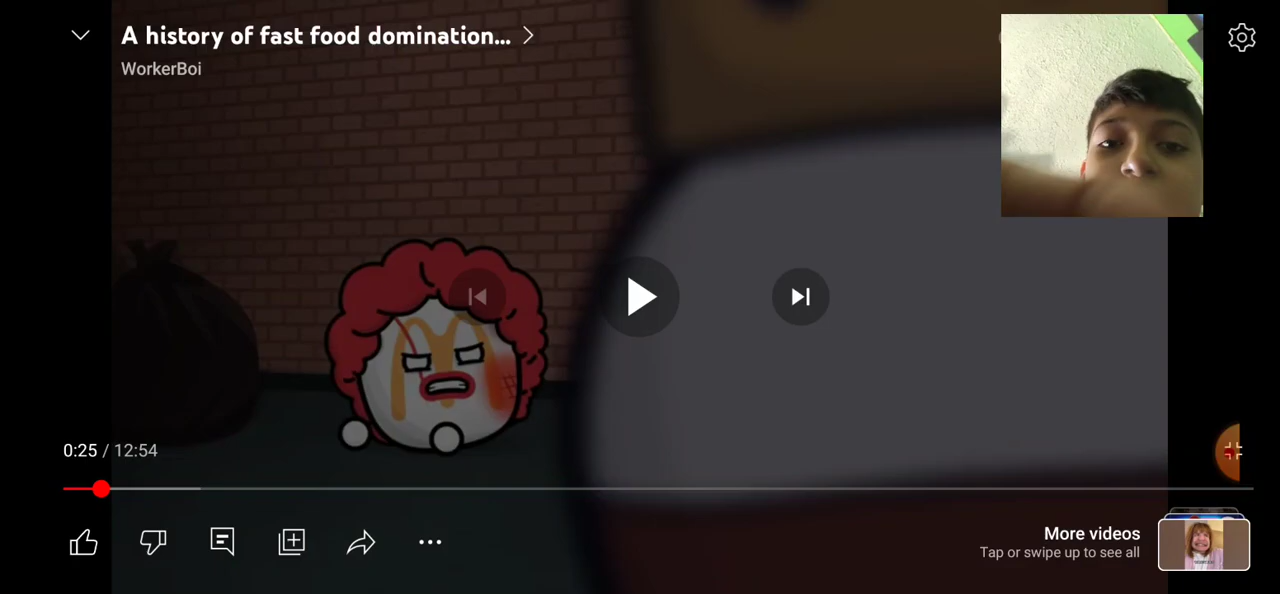 A history of fast food domination...
WorkerBoi
0:25 / 12:54
More videos
Tap or swipe up to see all